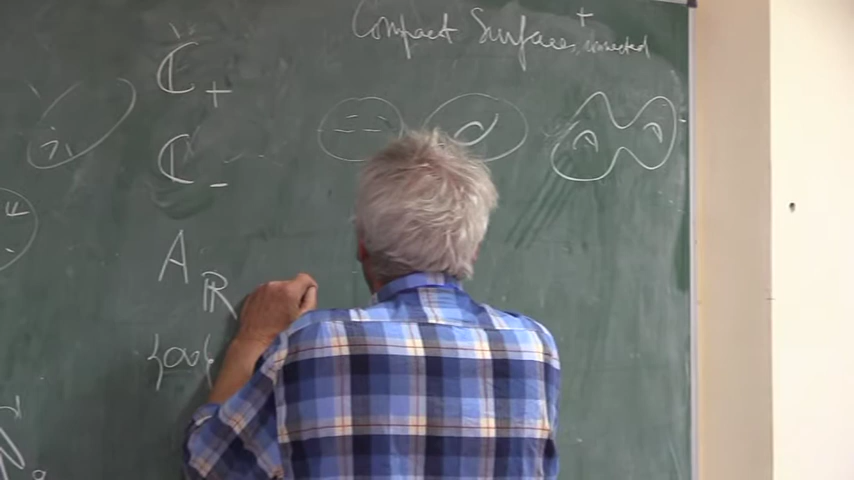 Compact Surfaces, connected
+
ℂ+
ℂ-
A
ℝ
{∞}